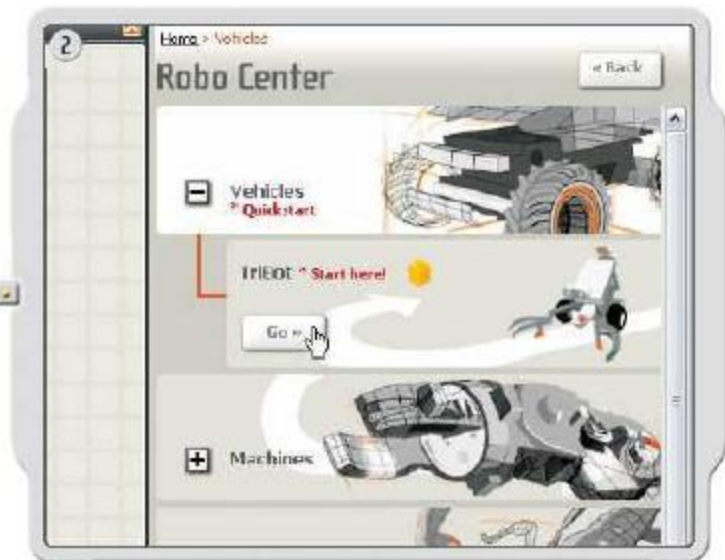 2
Home > Vehicles
Robo Center
« Back
Vehicles
* Quickstart
TriBot * Start here!
Go »
Machines